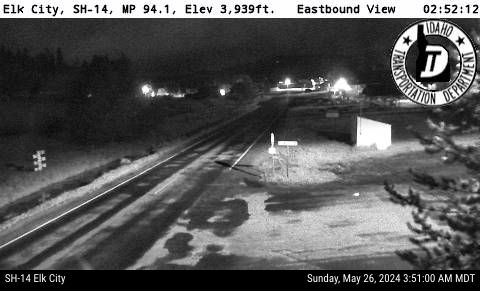 Elk City, SH-14, MP 94.1, Elev 3,939ft. Eastbound View 02:52:12
IDAHO
TRANSPORTATION DEPARTMENT
SH-14 Elk City Sunday, May 26, 2024 3:51:00 AM MDT